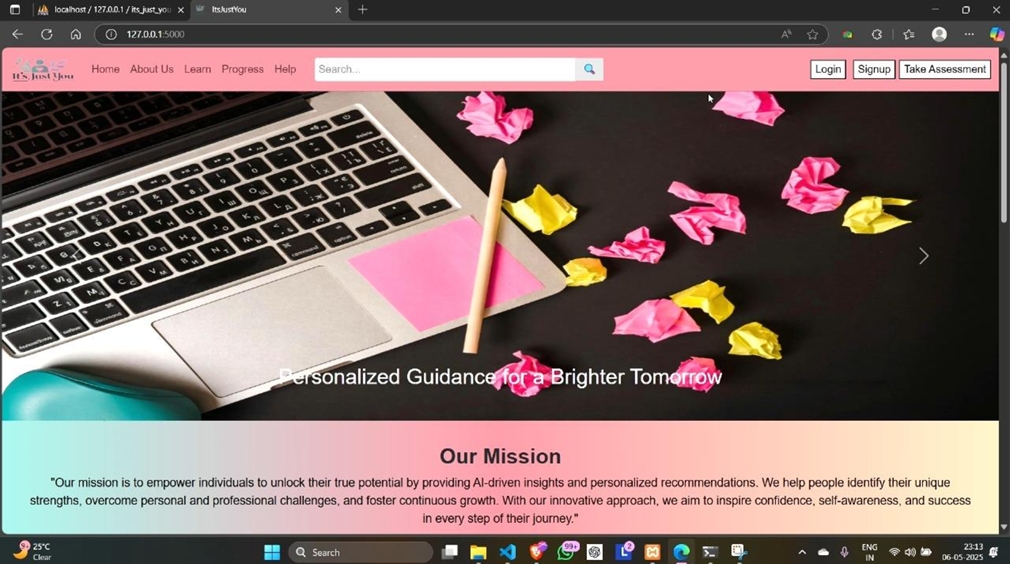 localhost / 127.0.0.1 / its_just_you
ItsJustYou
127.0.0.1:5000
It's Just You
Home
About Us
Learn
Progress
Help
Search...
Login
Signup
Take Assessment
command
option
Personalized Guidance for a Brighter Tomorrow
Our Mission
"Our mission is to empower individuals to unlock their true potential by providing AI-driven insights and personalized recommendations. We help people identify their unique
strengths, overcome personal and professional challenges, and foster continuous growth. With our innovative approach, we aim to inspire confidence, self-awareness, and success
in every step of their journey."
25°C
Clear
Search
99+
ENG
IN
23:13
06-05-2025